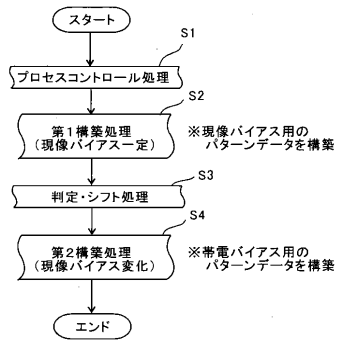 スタート
S1
プロセスコントロール処理
S2
第1構築処理
(現像バイアス一定)
※現像バイアス用の
パターンデータを構築
S3
判定・シフト処理
S4
第2構築処理
(現像バイアス変化)
※帯電バイアス用の
パターンデータを構築
エンド